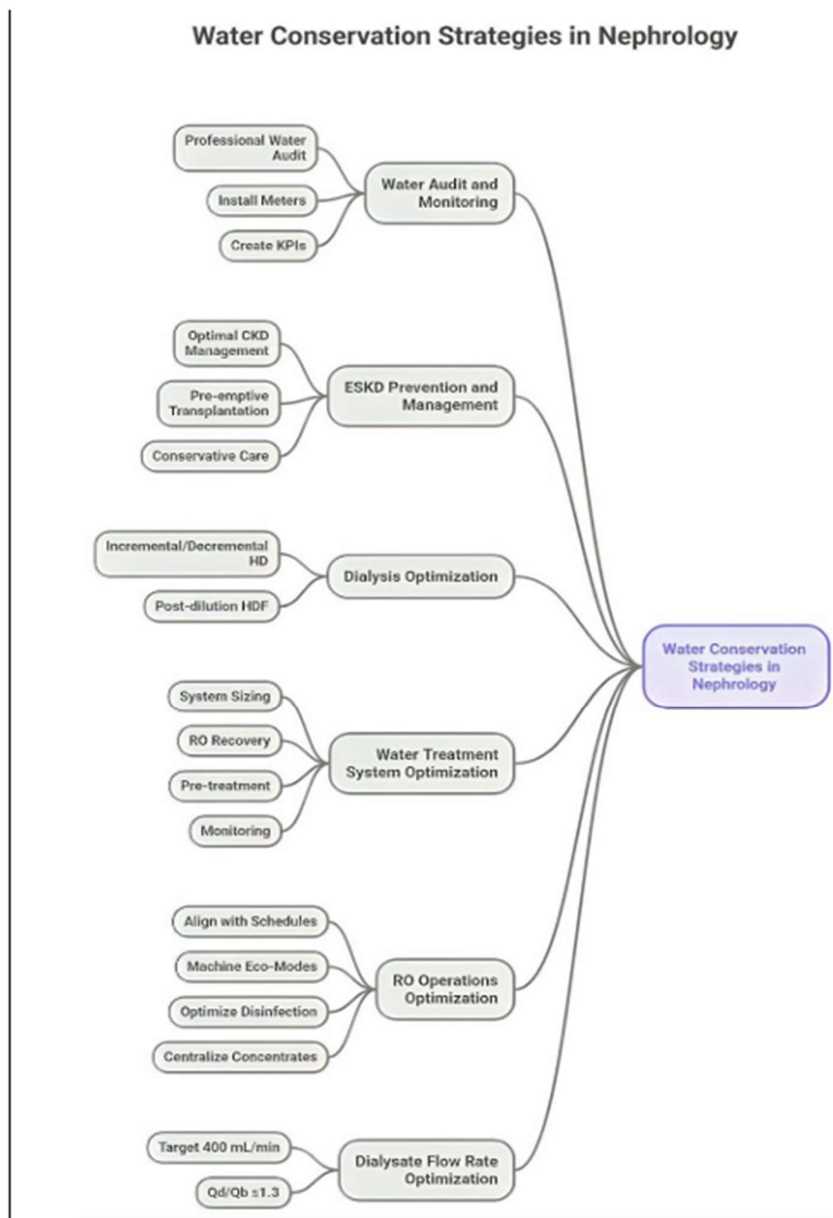 Water Conservation Strategies in Nephrology
Professional Water
Audit
Install Meters
Create KPIs
Water Audit and
Monitoring
Optimal CKD
Management
Pre-emptive
Transplantation
Conservative Care
ESKD Prevention and
Management
Incremental/Decremental
HD
Post-dilution HDF
Dialysis Optimization
System Sizing
RO Recovery
Pre-treatment
Monitoring
Water Treatment
System Optimization
Align with Schedules
Machine Eco-Modes
Optimize Disinfection
Centralize Concentrates
RO Operations
Optimization
Target 400 mL/min
Qd/Qb ≤1.3
Dialysate Flow Rate
Optimization
Water Conservation
Strategies in
Nephrology